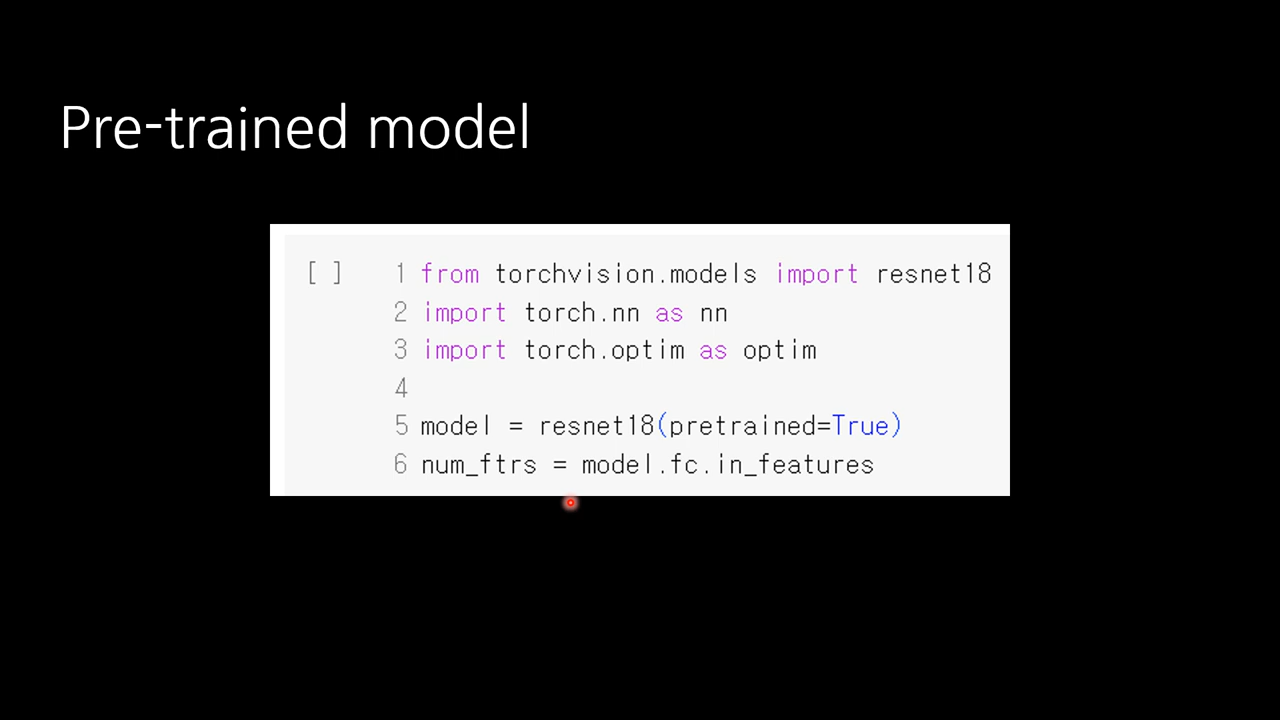 Pre-trained model
[ ] 1 from torchvision.models import resnet18
2 import torch.nn as nn
3 import torch.optim as optim
4
5 model = resnet18(pretrained=True)
6 num_ftrs = model.fc.in_features